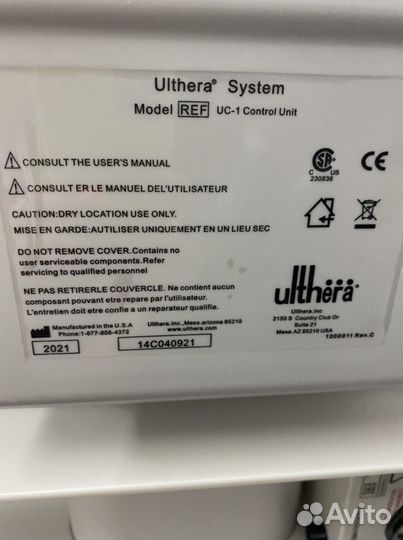 Ulthera® System
Model REF UC-1 Control Unit
CONSULT THE USER'S MANUAL
CONSULT ER LE MANUEL DEL'UTILISATEUR
CAUTION:DRY LOCATION USE ONLY.
MISE EN GARDE:AUTILISER UNIQUEMENT EN UN LIEU SEC
DO NOT REMOVE COVER.Contains no
user serviceable components.Refer
servicing to qualified personnel
NE PAS RETIRERLE COUVERCLE. Ne contient aucun
composant pouvant etre repare par l'utilisateur.
L'entretien doit etre confie a un reparateur qualifie.
Manufactured in the U.S.A
Phone:1-877-858-4372
Ulthera.Inc.,Mesa.arizona 85210
www.ulthera.com
2021
14C040921
CSA
C US
230836
CE
ulthera
Ulthera.Inc
2150 S Country Club Dr
Suite 21
Mesa.AZ 85210 USA
1000011 Rev.C
Avito